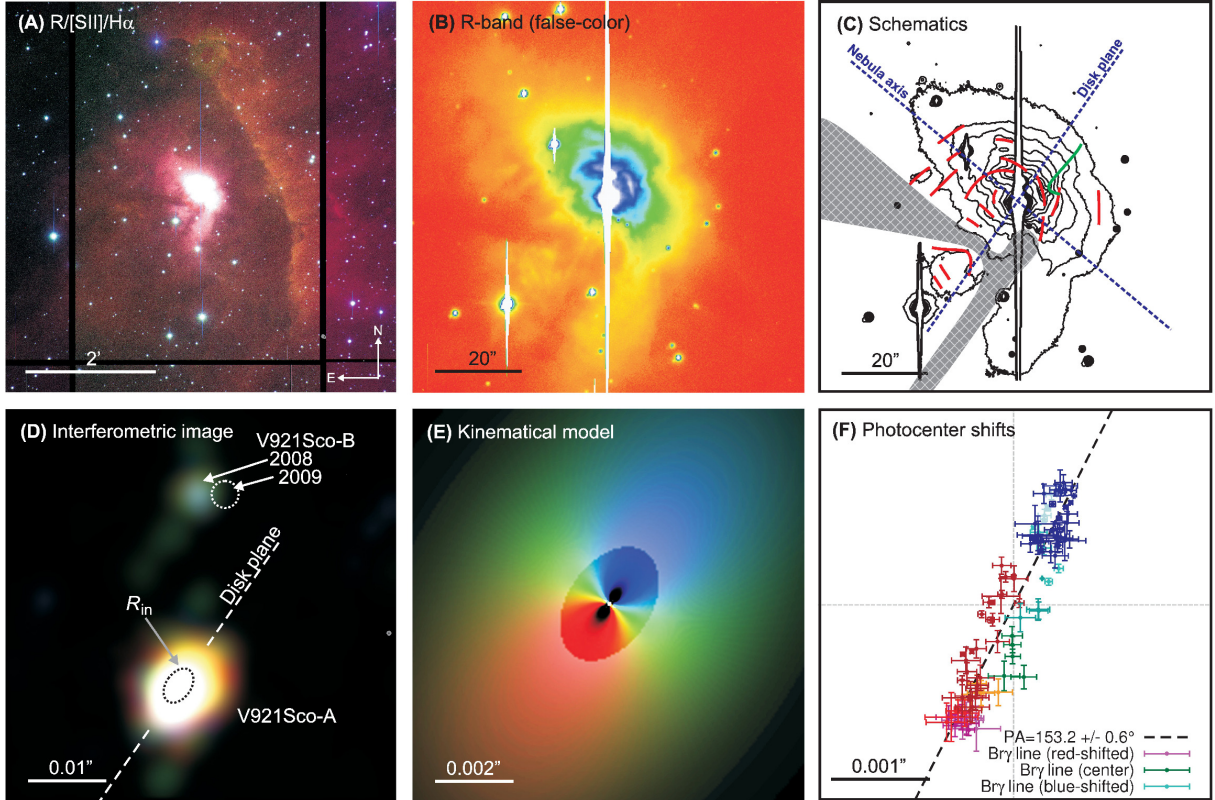 (A) R/[SII]/Hα
2'
N
E
(B) R-band (false-color)
20"
(C) Schematics
Nebula axis
Disk plane
20"
(D) Interferometric image
V921Sco-B
2008
2009
Disk plane
Rin
V921Sco-A
0.01"
(E) Kinematical model
0.002"
(F) Photocenter shifts
PA=153.2 +/- 0.6°
Brγ line (red-shifted)
Brγ line (center)
Brγ line (blue-shifted)
0.001"